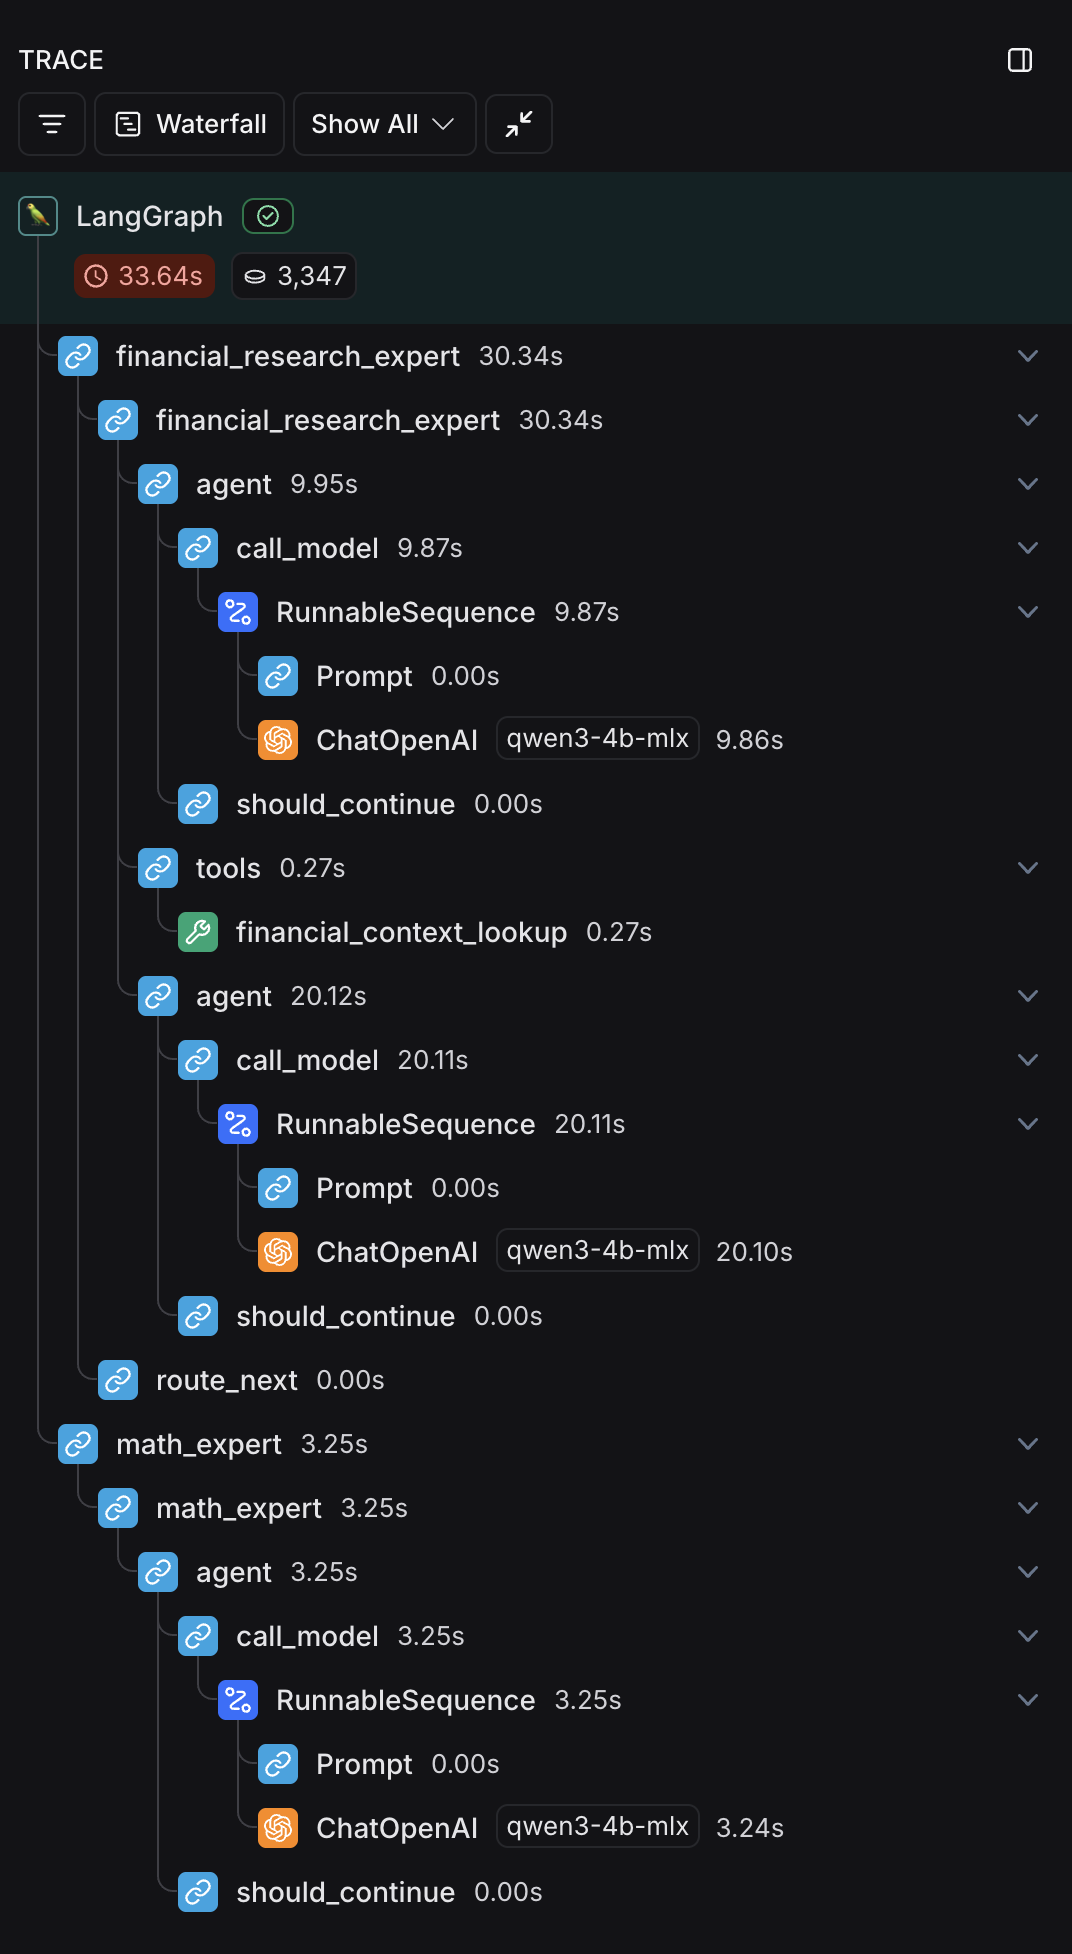 TRACE
Waterfall Show All
LangGraph
33.64s 3,347
financial_research_expert 30.34s
financial_research_expert 30.34s
agent 9.95s
call_model 9.87s
RunnableSequence 9.87s
Prompt 0.00s
ChatOpenAI qwen3-4b-mlx 9.86s
should_continue 0.00s
tools 0.27s
financial_context_lookup 0.27s
agent 20.12s
call_model 20.11s
RunnableSequence 20.11s
Prompt 0.00s
ChatOpenAI qwen3-4b-mlx 20.10s
should_continue 0.00s
route_next 0.00s
math_expert 3.25s
math_expert 3.25s
agent 3.25s
call_model 3.25s
RunnableSequence 3.25s
Prompt 0.00s
ChatOpenAI qwen3-4b-mlx 3.24s
should_continue 0.00s